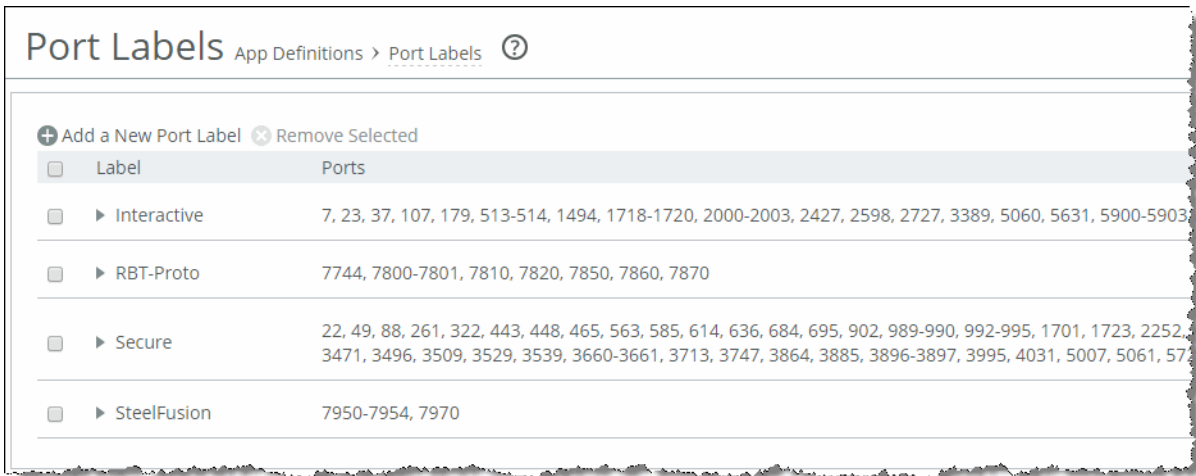 Port Labels App Definitions > Port Labels ?
Add a New Port Label Remove Selected
Label Ports
Interactive 7, 23, 37, 107, 179, 513-514, 1494, 1718-1720, 2000-2003, 2427, 2598, 2727, 3389, 5060, 5631, 5900-5903,
RBT-Proto 7744, 7800-7801, 7810, 7820, 7850, 7860, 7870
Secure 22, 49, 88, 261, 322, 443, 448, 465, 563, 585, 614, 636, 684, 695, 902, 989-990, 992-995, 1701, 1723, 2252,
3471, 3496, 3509, 3529, 3539, 3660-3661, 3713, 3747, 3864, 3885, 3896-3897, 3995, 4031, 5007, 5061,
SteelFusion 7950-7954, 7970